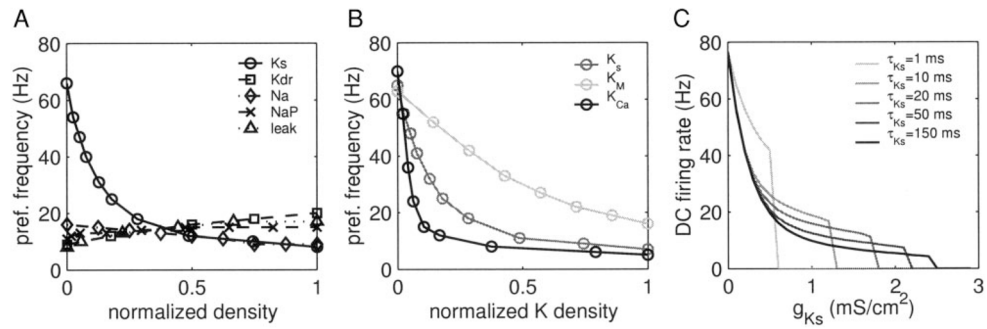 A
80
60
40
20
0
pref. frequency (Hz)
0
0.5
1
normalized density
Ks
Kdr
Na
NaP
leak
B
80
60
40
20
0
pref. frequency (Hz)
0
0.5
1
normalized K density
Ks
KM
KCa
C
80
60
40
20
0
DC firing rate (Hz)
0
1
2
3
gKs (mS/cm²)
τKs=1 ms
τKs=10 ms
τKs=20 ms
τKs=50 ms
τKs=150 ms